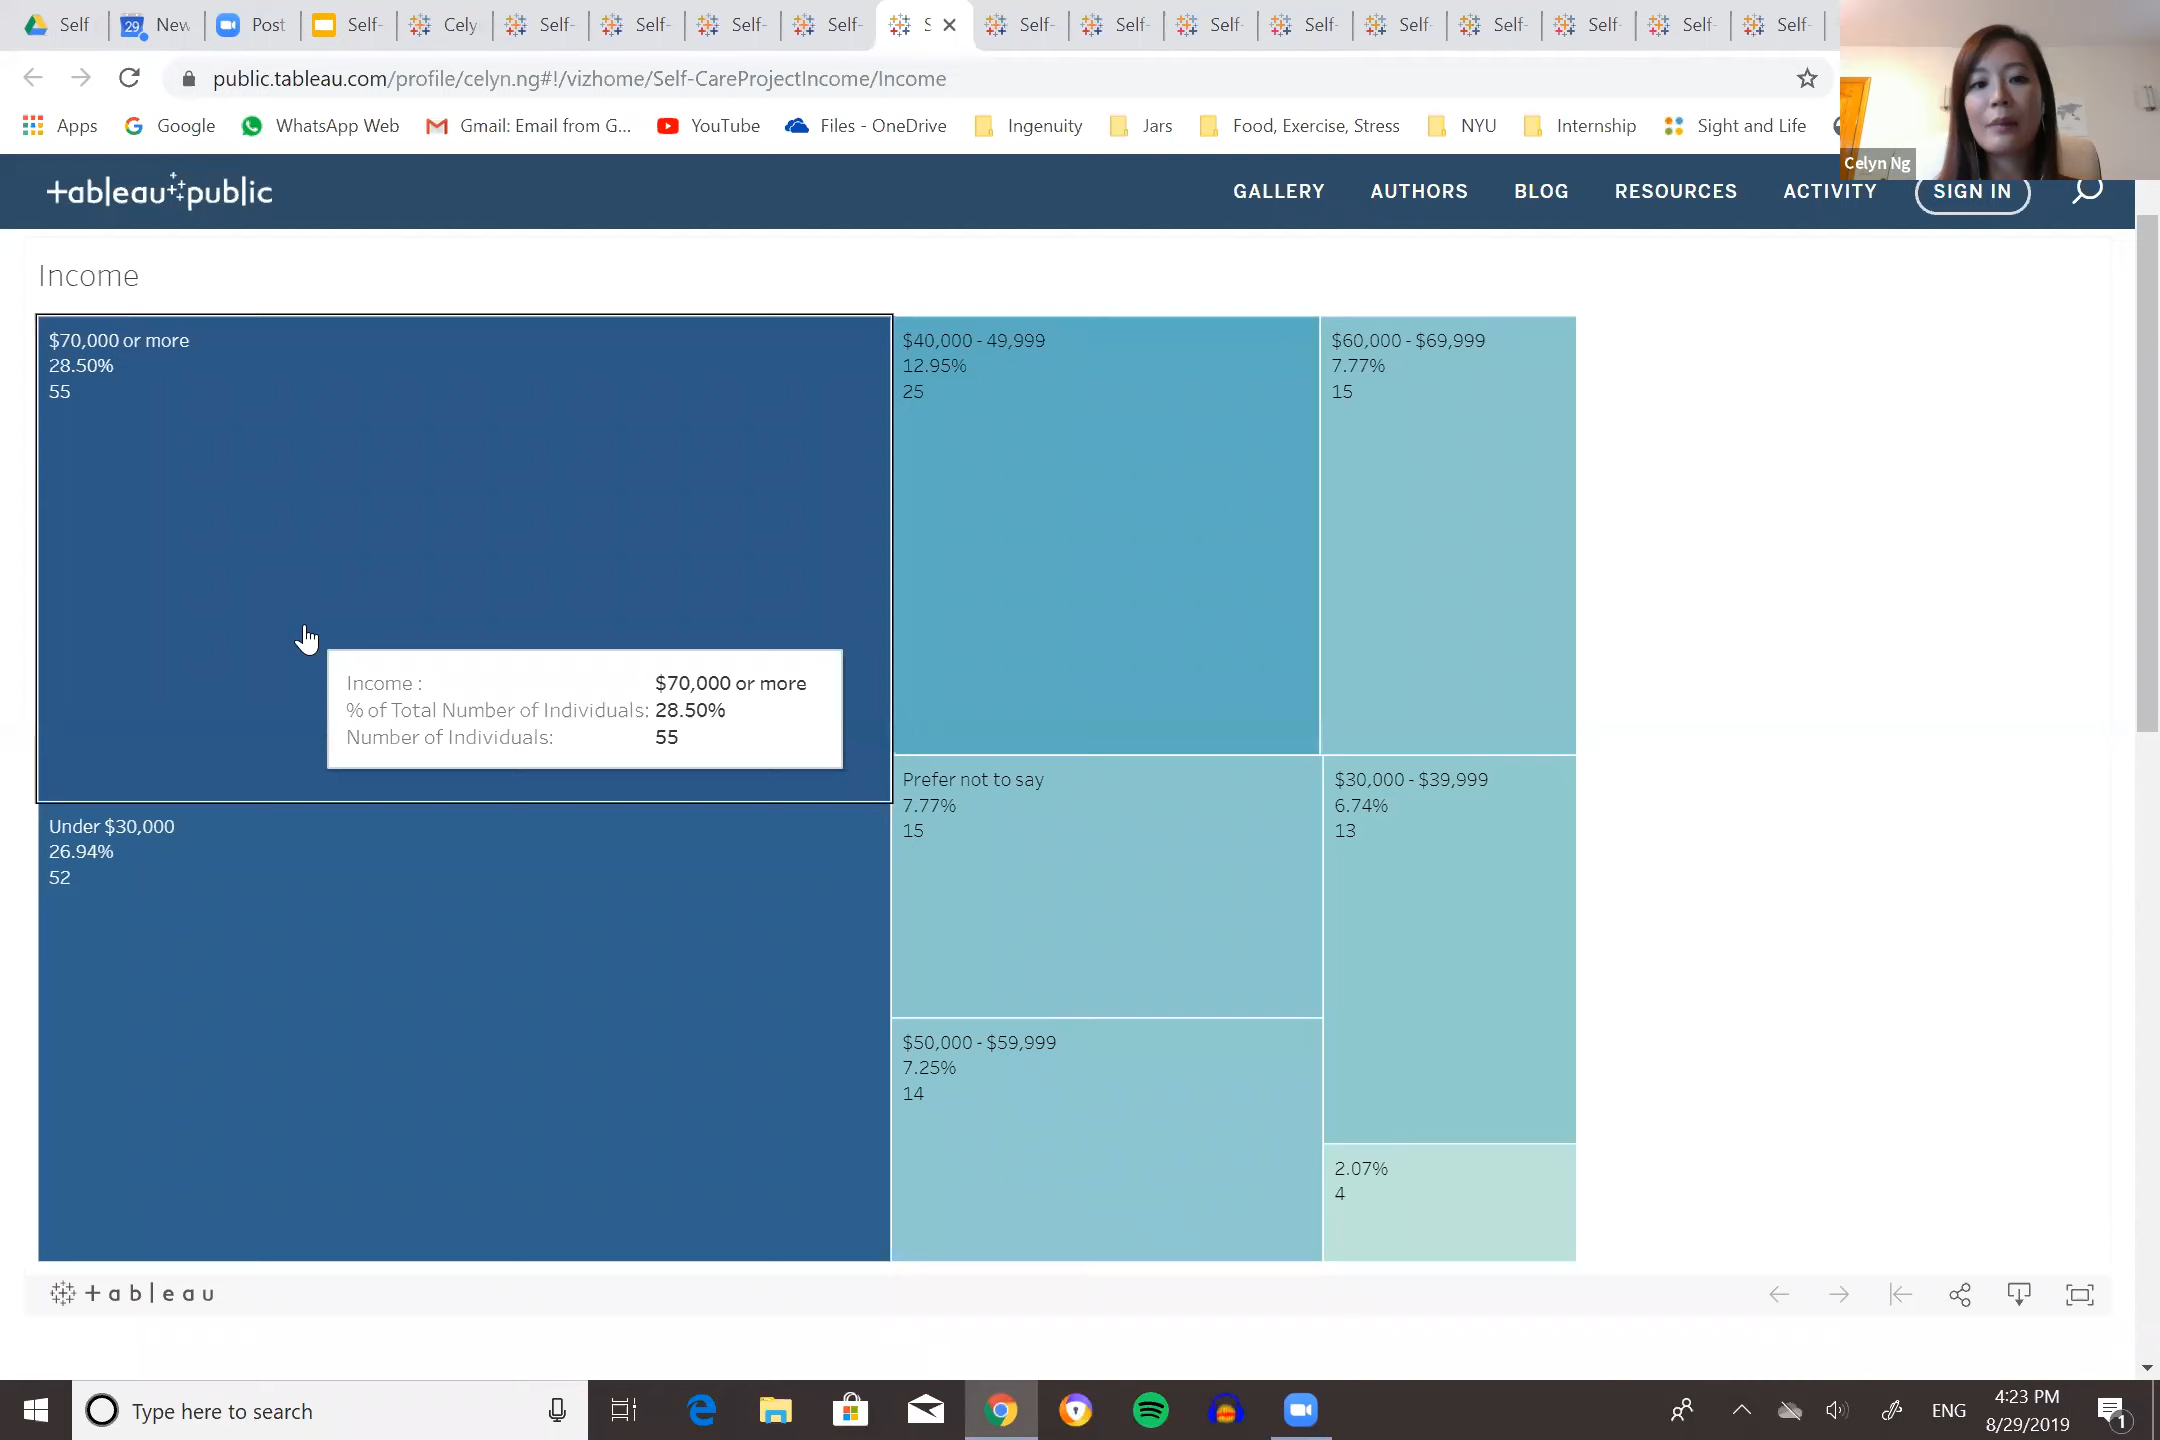 Self
29
New
Post
Self-
Cely
Self-
Self-
Self-
Self-
S
Self-
Self-
Self-
Self-
Self-
Self-
Self-
Self-
Self-
public.tableau.com/profile/celyn.ng#!/vizhome/Self-CareProjectIncome/Income
Apps
Google
WhatsApp Web
Gmail: Email from G...
YouTube
Files - OneDrive
Ingenuity
Jars
Food, Exercise, Stress
NYU
Internship
Sight and Life
Celyn Ng
+ableau public
GALLERY
AUTHORS
BLOG
RESOURCES
ACTIVITY
SIGN IN
Income
$70,000 or more
28.50%
55
$40,000 - 49,999
12.95%
25
$60,000 - $69,999
7.77%
15
Income : $70,000 or more
% of Total Number of Individuals: 28.50%
Number of Individuals: 55
Under $30,000
26.94%
52
Prefer not to say
7.77%
15
$30,000 - $39,999
6.74%
13
$50,000 - $59,999
7.25%
14
2.07%
4
+ableau
Type here to search
ENG
4:23 PM
8/29/2019
1